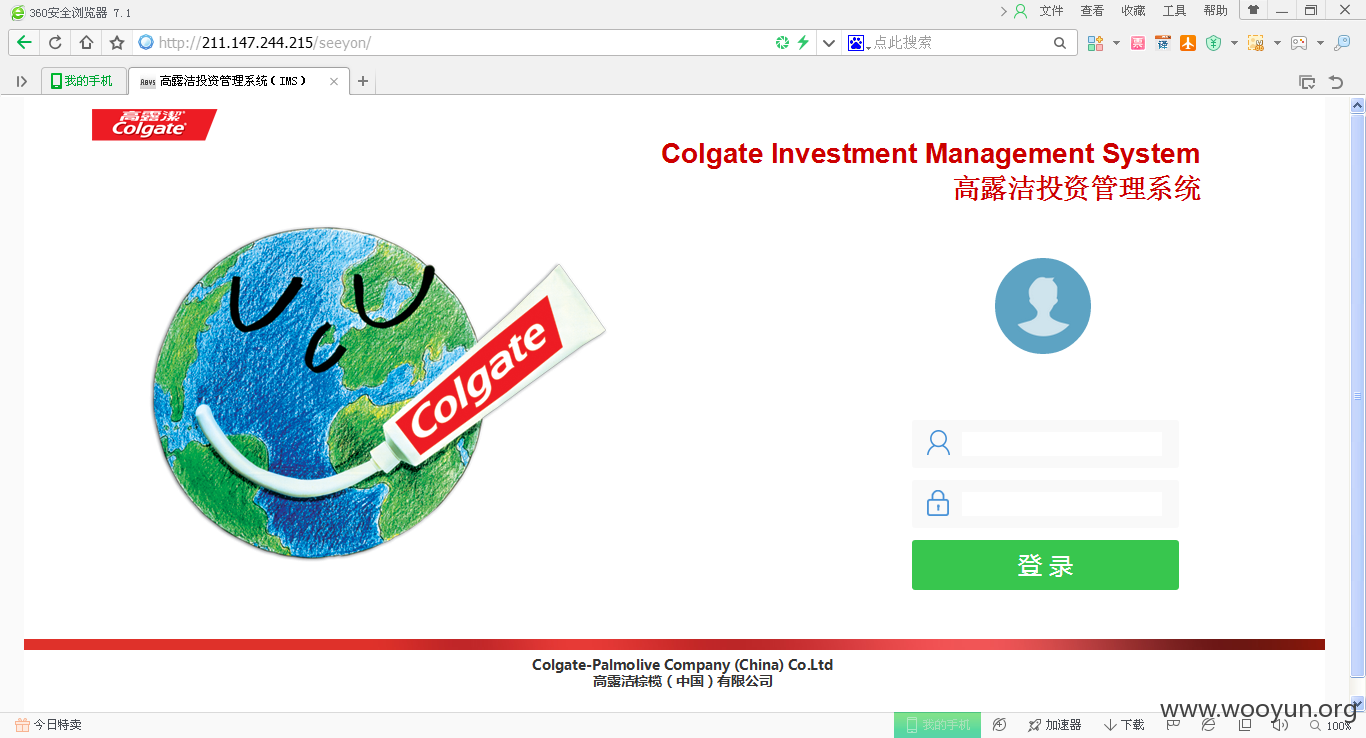 360安全浏览器 7.1
文件 查看 收藏 工具 帮助
http://211.147.244.215/seeyon/
点此搜索
我的手机
高露洁投资管理系统(IMS)
高露潔
Colgate
Colgate Investment Management System
高露洁投资管理系统
Colgate
登 录
Colgate-Palmolive Company (China) Co.Ltd
高露洁棕榄(中国)有限公司
www.wooyun.org
今日特卖
我的手机
加速器
下载
100%